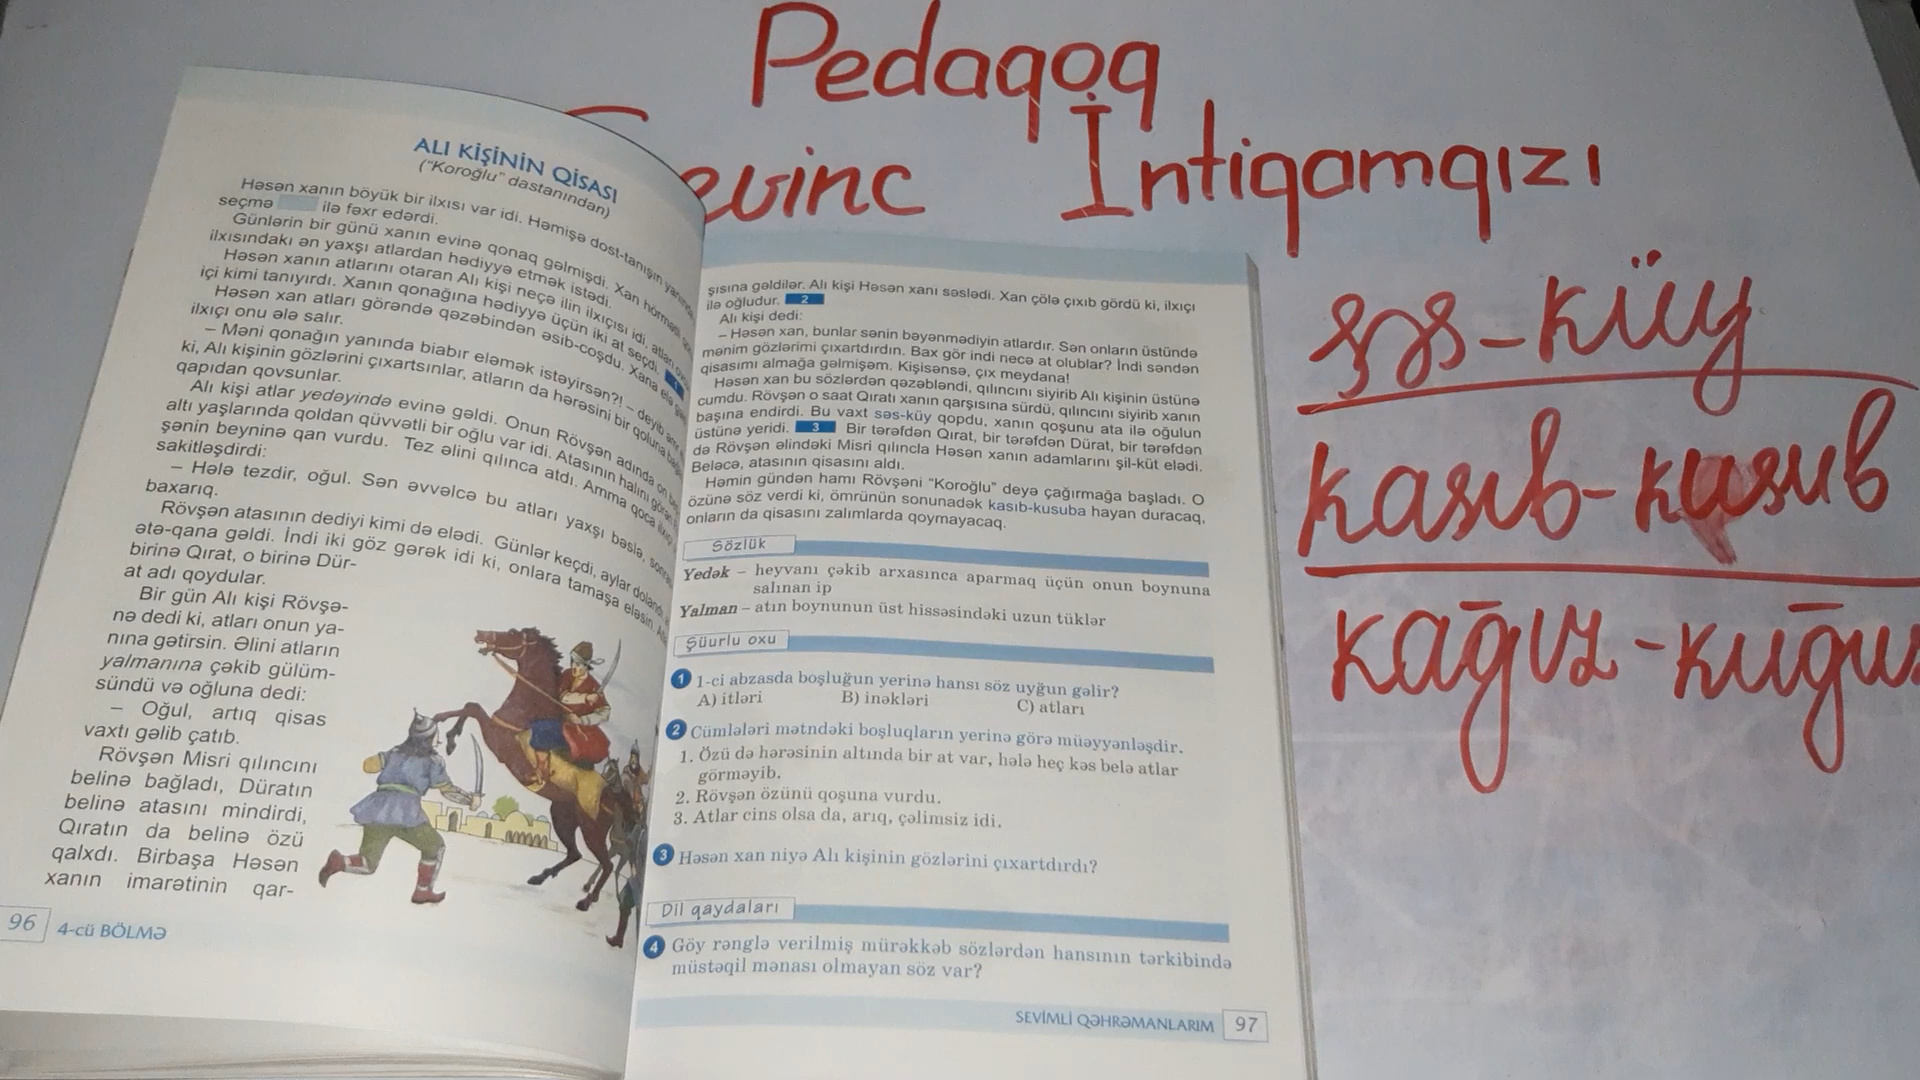 Pedaqoq
evinc İntiqamqızı
səs-küy
kasıb-kusub
kağız-kuğuz
ALI KİŞİNİN QİSASI
("Koroğlu" dastanından)
Həsən xanın böyük bir ilxısı var idi. Həmişə dost-tanışın yanında
seçmə ilə fəxr edərdi.
Günlərin bir günü xanın evinə qonaq gəlmişdi. Xan hörmətli
ilxısındakı ən yaxşı atlardan hədiyyə etmək istədi.
Həsən xanın atlarını otaran Alı kişi neçə ilin ilxıçısı idi, atları
içi kimi tanıyırdı. Xanın qonağına hədiyyə üçün iki at seçdi. 1
Həsən xan atları görəndə qəzəbindən əsib-coşdu. Xana elə
ilxıçı onu ələ salır.
– Məni qonağın yanında biabır eləmək istəyirsən?! – deyib
ki, Alı kişinin gözlərini çıxartsınlar, atların da hərəsini bir qoluna
qapıdan qovsunlar.
Alı kişi atlar yedəyində evinə gəldi. Onun Rövşən adında on
altı yaşlarında qoldan qüvvətli bir oğlu var idi. Atasının halını görən
şənin beyninə qan vurdu. Tez əlini qılınca atdı. Amma qoca
sakitləşdirdi:
– Hələ tezdir, oğul. Sən əvvəlcə bu atları yaxşı bəslə, sonra
baxarıq.
Rövşən atasının dediyi kimi də elədi. Günlər keçdi, aylar dolandı,
ətə-qana gəldi. İndi iki göz gərək idi ki, onlara tamaşa eləsin.
birinə Qırat, o birinə Dür-
at adı qoydular.
Bir gün Alı kişi Rövşə-
nə dedi ki, atları onun ya-
nına gətirsin. Əlini atların
yalmanına çəkib gülüm-
sündü və oğluna dedi:
– Oğul, artıq qisas
vaxtı gəlib çatıb.
Rövşən Misri qılıncını
belinə bağladı, Düratın
belinə atasını mindirdi,
Qıratın da belinə özü
qalxdı. Birbaşa Həsən
xanın imarətinin qar-
96 4-cü BÖLMƏ
şısına gəldilər. Alı kişi Həsən xanı səslədi. Xan çölə çıxıb gördü ki, ilxıçı
ilə oğludur. 2
Alı kişi dedi:
– Həsən xan, bunlar sənin bəyənmədiyin atlardır. Sən onların üstündə
mənim gözlərimi çıxartdırdın. Bax gör indi necə at olublar? İndi səndən
qisasımı almağa gəlmişəm. Kişisənsə, çıx meydana!
Həsən xan bu sözlərdən qəzəbləndi, qılıncını siyirib Alı kişinin üstünə
cumdu. Rövşən o saat Qıratı xanın qarşısına sürdü, qılıncını siyirib xanın
başına endirdi. Bu vaxt səs-küy qopdu, xanın qoşunu ata ilə oğulun
üstünə yeridi. 3 Bir tərəfdən Qırat, bir tərəfdən Dürat, bir tərəfdən
də Rövşən əlindəki Misri qılıncla Həsən xanın adamlarını şil-küt elədi.
Beləcə, atasının qisasını aldı.
Həmin gündən hamı Rövşəni “Koroğlu” deyə çağırmağa başladı. O
özünə söz verdi ki, ömrünün sonunadək kasıb-kusuba hayan duracaq,
onların da qisasını zalımlarda qoymayacaq.
Sözlük
Yedək – heyvanı çəkib arxasınca aparmaq üçün onun boynuna
salınan ip
Yalman – atın boynunun üst hissəsindəki uzun tüklər
Şüurlu oxu
1 1-ci abzasda boşluğun yerinə hansı söz uyğun gəlir?
A) itləri B) inəkləri C) atları
2 Cümlələri mətndəki boşluqların yerinə görə müəyyənləşdir.
1. Özü də hərəsinin altında bir at var, hələ heç kəs belə atlar
görməyib.
2. Rövşən özünü qoşuna vurdu.
3. Atlar cins olsa da, arıq, çəlimsiz idi.
3 Həsən xan niyə Alı kişinin gözlərini çıxartdırdı?
Dil qaydaları
4 Göy rənglə verilmiş mürəkkəb sözlərdən hansının tərkibində
müstəqil mənası olmayan söz var?
SEVİMLİ QƏHRƏMANLARIM 97